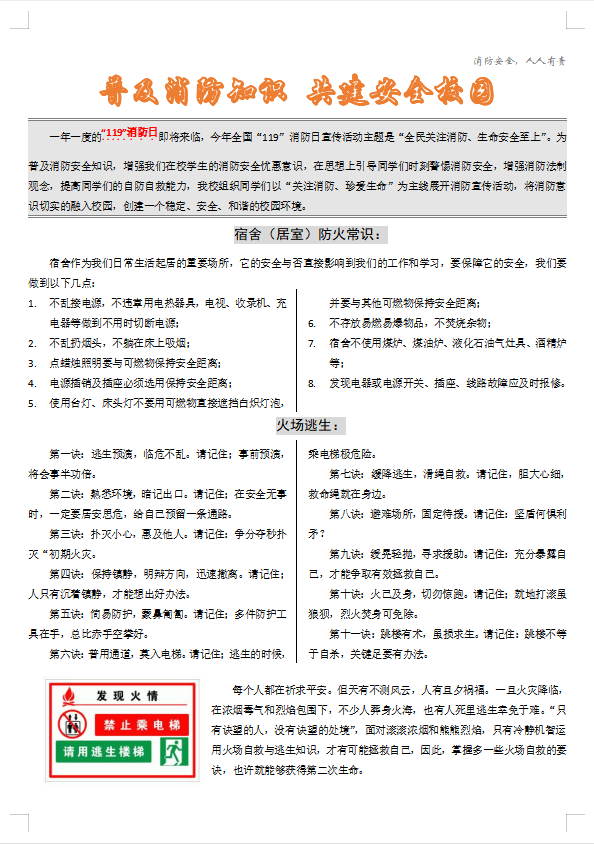 消防安全，人人有责
普及消防知识 共建安全校园
一年一度的“119”消防日即将来临，今年全国“119”消防日宣传活动主题是“全民关注消防、生命安全至上”。为
普及消防安全知识，增强我们在校学生的消防安全忧患意识，在思想上引导同学们时刻警惕消防安全，增强消防法制
观念，提高同学们的自防自救能力，我校组织同学们以“关注消防、珍爱生命”为主线展开消防宣传活动，将消防意
识切实的融入校园，创建一个稳定、安全、和谐的校园环境。
宿舍（居室）防火常识：
宿舍作为我们日常生活起居的重要场所，它的安全与否直接影响到我们的工作和学习，要保障它的安全，我们要
做到以下几点：
1. 不乱接电源，不违章用电热器具，电视、收录机、充
电器等做到不用时切断电源；
2. 不乱扔烟头，不躺在床上吸烟；
3. 点蜡烛照明要与可燃物保持安全距离；
4. 电源插销及插座必须选用保持安全距离；
5. 使用台灯、床头灯不要用可燃物直接遮挡白炽灯泡，
并要与其他可燃物保持安全距离；
6. 不存放易燃易爆物品，不焚烧杂物；
7. 宿舍不使用煤炉、煤油炉、液化石油气灶具、酒精炉
等；
8. 发现电器或电源开关、插座、线路故障应及时报修。
火场逃生：
第一诀：逃生预演，临危不乱。请记住：事前预演，
将会事半功倍。
第二诀：熟悉环境，暗记出口。请记住：在安全无事
时，一定要居安思危，给自己预留一条通路。
第三诀：扑灭小心，惠及他人。请记住：争分夺秒扑
灭“初期火灾。
第四诀：保持镇静，明辩方向，迅速撤离。请记住：
人只有沉着镇静，才能想出好办法。
第五诀：简易防护，蒙鼻匍匐。请记住：多件防护工
具在手，总比赤手空拳好。
第六诀：善用通道，莫入电梯。请记住：逃生的时候，
乘电梯极危险。
第七诀：缓降逃生，滑绳自救。请记住，胆大心细，
救命绳就在身边。
第八诀：避难场所，固定待援。请记住：坚盾何惧利
矛？
第九诀：缓晃轻抛，寻求援助。请记住：充分暴露自
己，才能争取有效拯救自己。
第十诀：火已及身，切勿惊跑。请记住：就地打滚虽
狼狈，烈火焚身可免除。
第十一诀：跳楼有术，虽损求生。请记住：跳楼不等
于自杀，关键足要有办法。
发现火情
禁止乘电梯
请用逃生楼梯
每个人都在祈求平安。但天有不测风云，人有旦夕祸福。一旦火灾降临，
在浓烟毒气和烈焰包围下，不少人葬身火海，也有人死里逃生幸免于难。“只
有诀望的人，没有诀望的处境”，面对滚滚浓烟和熊熊烈焰，只有冷静机智运
用火场自救与逃生知识，才有可能拯救自己，因此，掌握多一些火场自救的要
诀，也许就能够获得第二次生命。